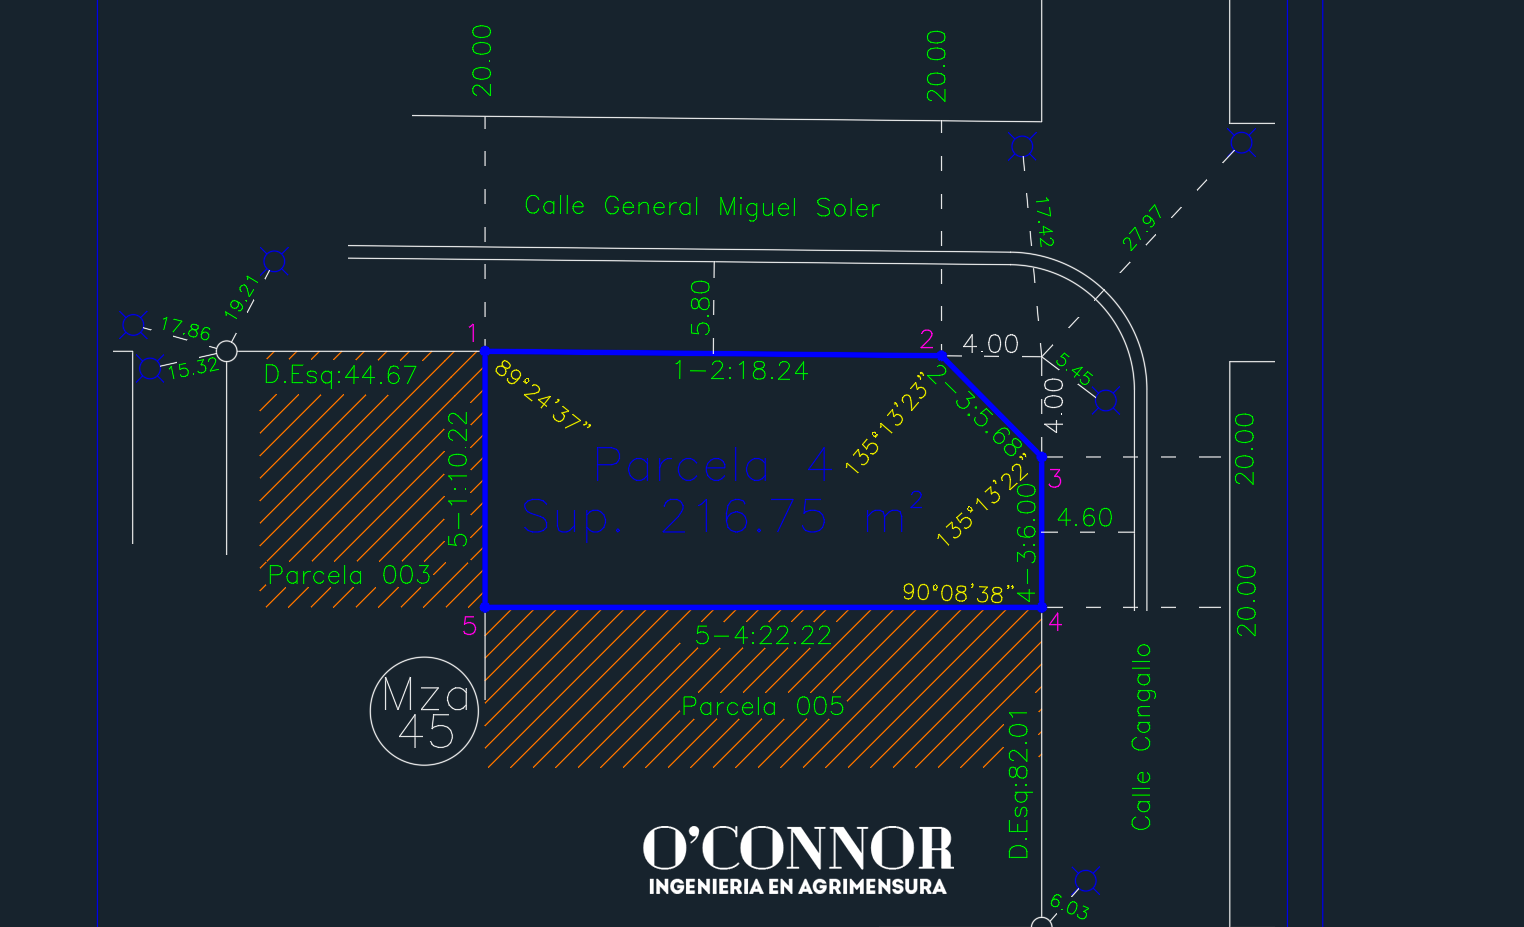 20.00
20.00
Calle General Miguel Soler
17.42
27.97
19.21
17.86
15.32
5.80
1
2
4.00
5.45
4.00
D.Esq:44.67
1-2:18.24
89°24'37"
135°13'23"
2-3:5.68
5-1:10.22
Parcela 4
Sup. 216.75 m²
135°13'22"
3
20.00
4-3:6.00
4.60
Parcela 003
90°08'38"
20.00
5
4
5-4:22.22
Mza
45
Parcela 005
D.Esq:82.01
Calle Cangallo
O'CONNOR
INGENIERIA EN AGRIMENSURA
6.03